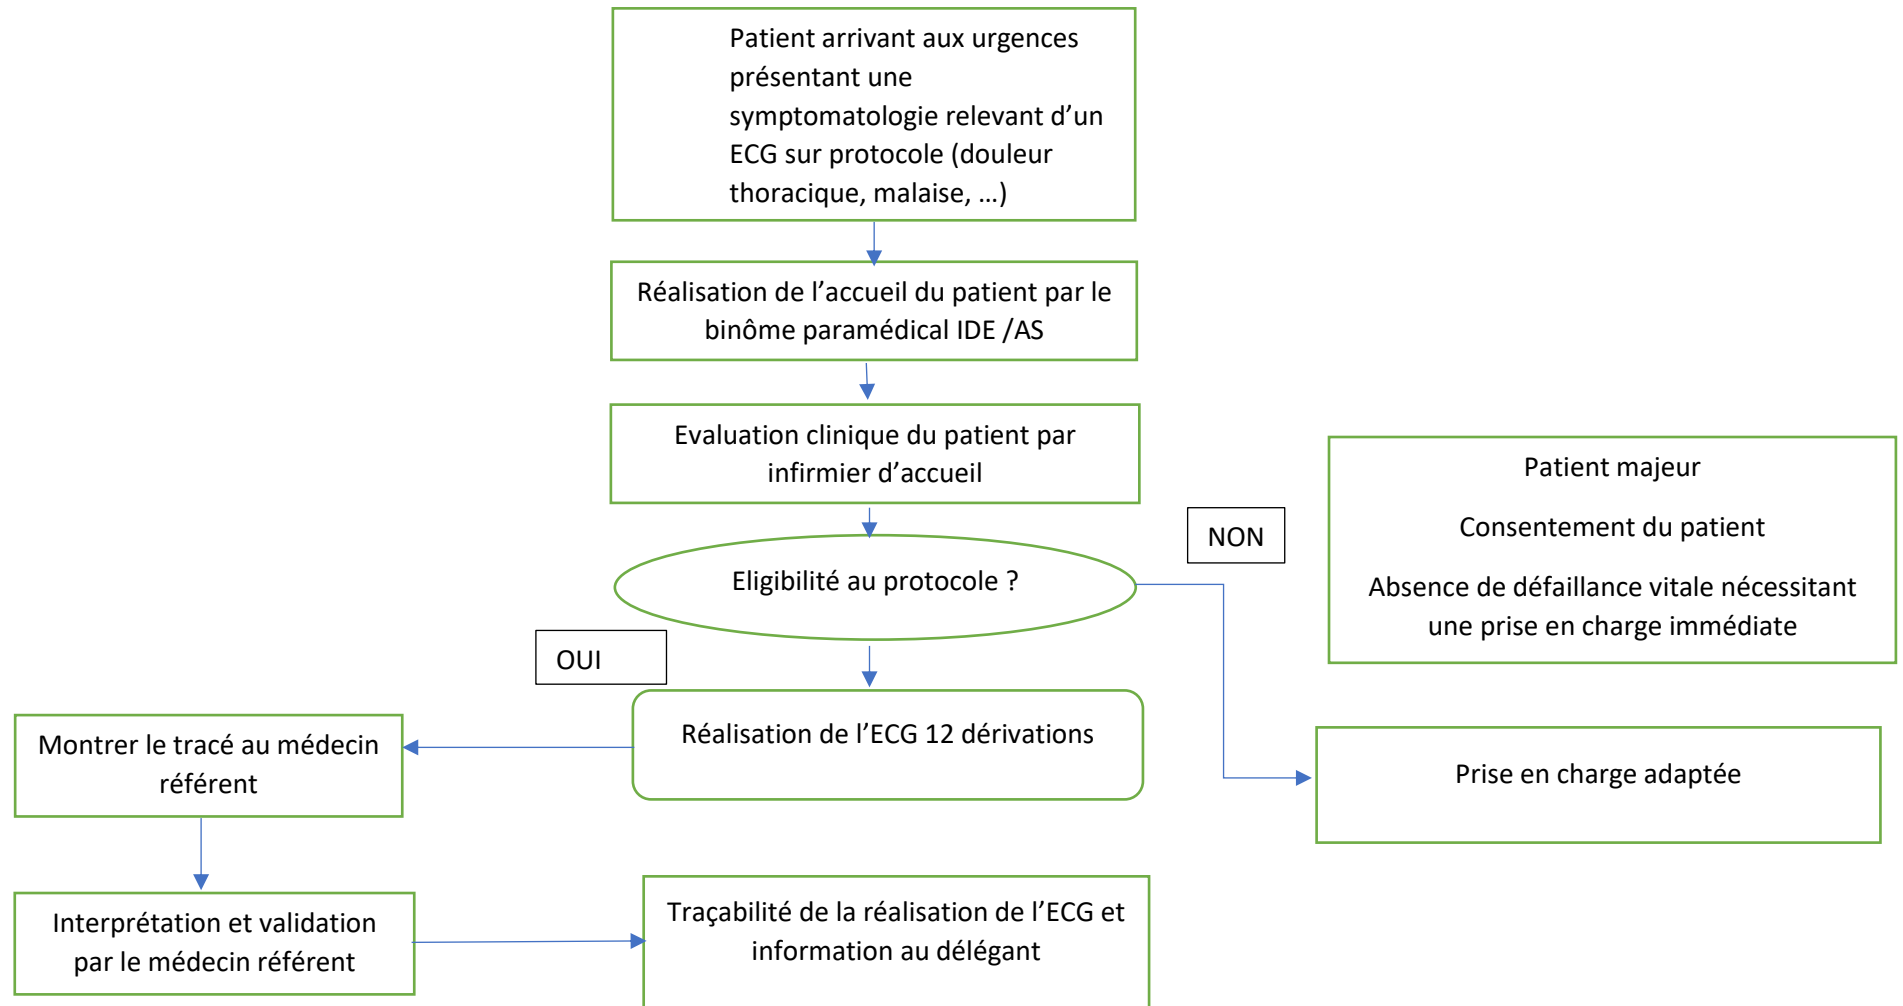 Patient arrivant aux urgences
présentant une
symptomatologie relevant d’un
ECG sur protocole (douleur
thoracique, malaise, …)
Réalisation de l’accueil du patient par le
binôme paramédical IDE /AS
Evaluation clinique du patient par
infirmier d’accueil
Patient majeur
Consentement du patient
Absence de défaillance vitale nécessitant
une prise en charge immédiate
NON
Eligibilité au protocole ?
OUI
Réalisation de l’ECG 12 dérivations
Montrer le tracé au médecin
référent
Prise en charge adaptée
Interprétation et validation
par le médecin référent
Traçabilité de la réalisation de l’ECG et
information au délégant